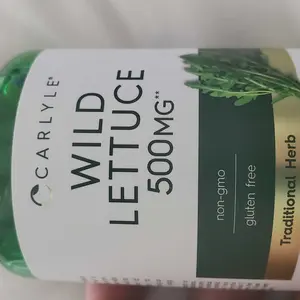 CARLYLE®
WILD
LETTUCE
500MG**
non-gmo
gluten free
Traditional Herb